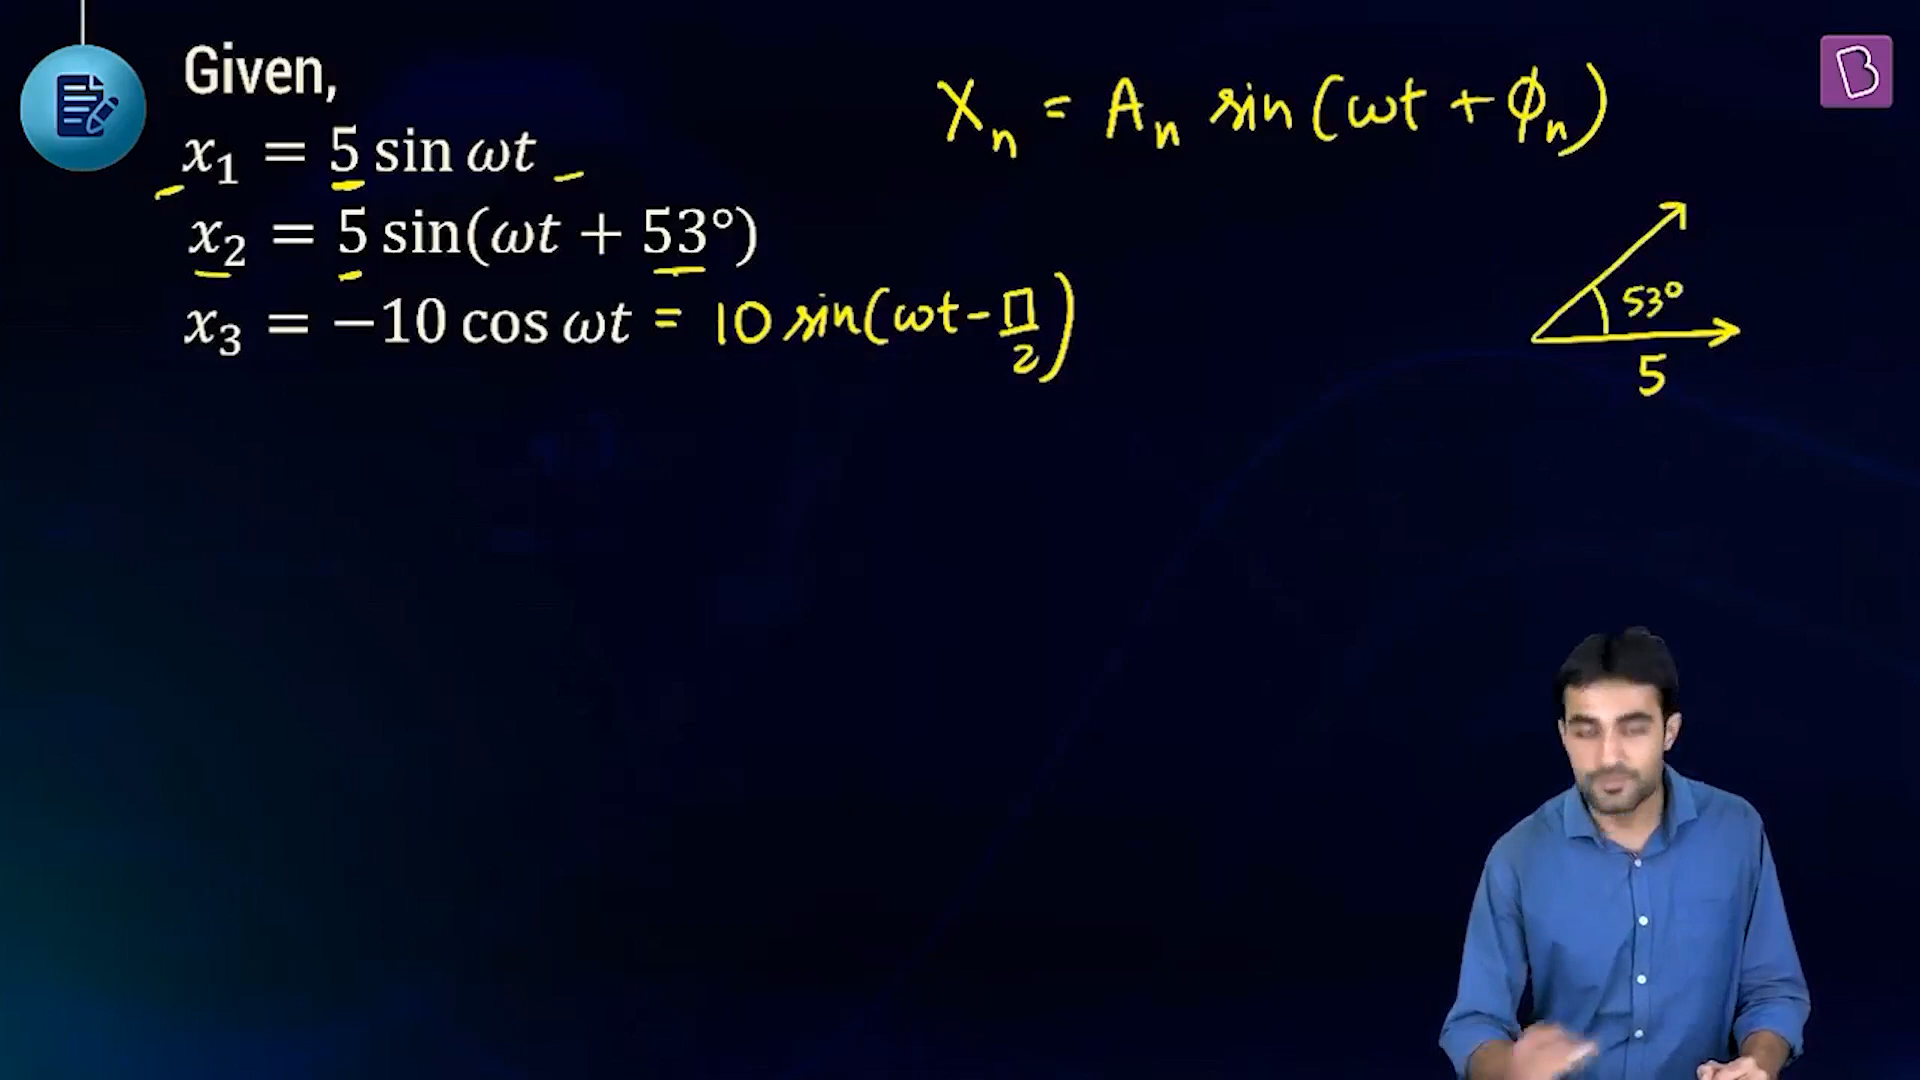 Given,
x₁ = 5 sin ωt
x₂ = 5 sin(ωt + 53°)
x₃ = −10 cos ωt = 10 sin(ωt − π/2)
Xₙ = Aₙ sin(ωt + ϕₙ)
53°
5
B